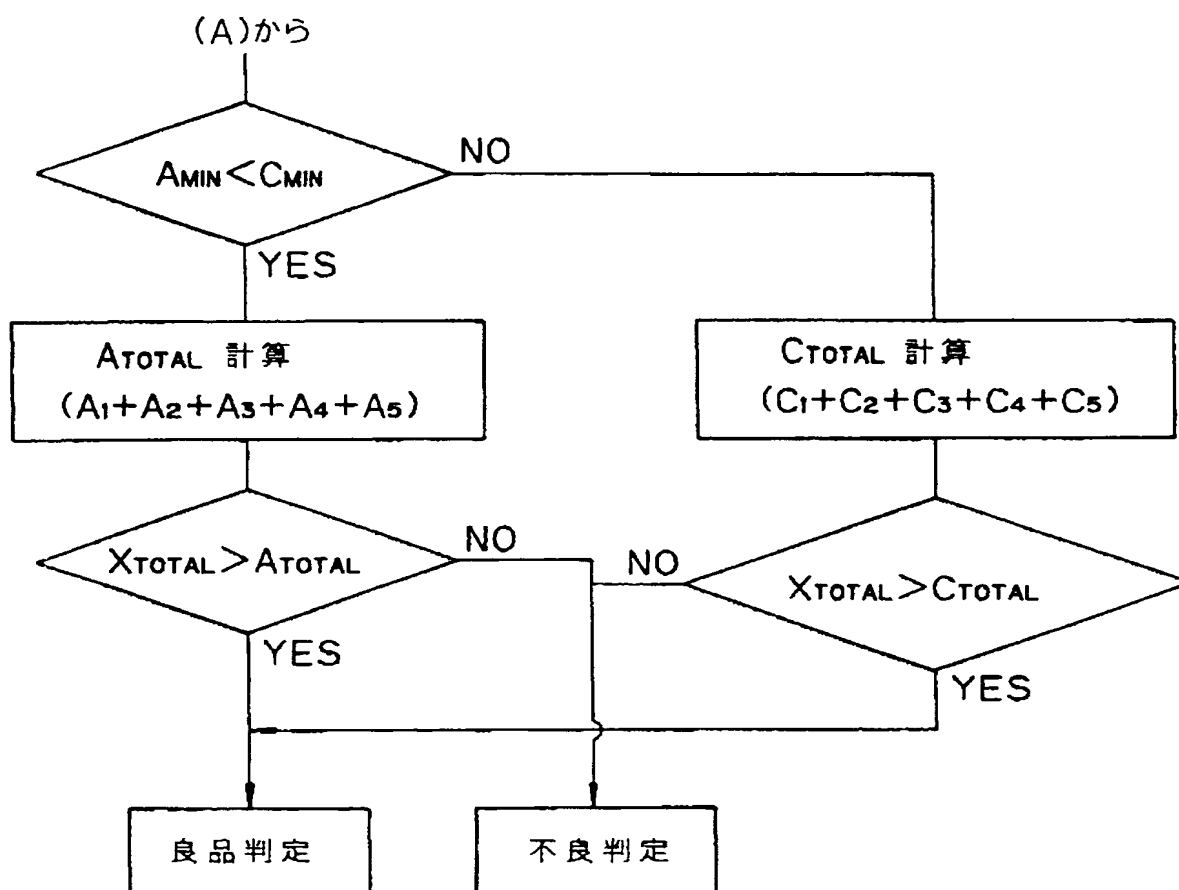 (A)から
AMIN<CMIN
NO
YES
ATOTAL 計算
(A1+A2+A3+A4+A5)
CTOTAL 計算
(C1+C2+C3+C4+C5)
XTOTAL>ATOTAL
NO
YES
NO
XTOTAL>CTOTAL
YES
良品判定
不良判定